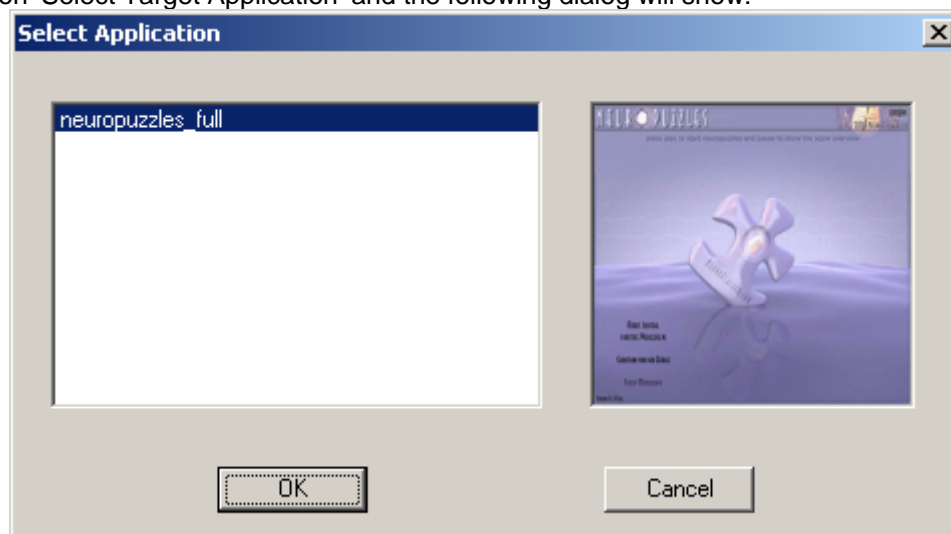 on 'Select Target Application' and the following dialog will show:
Select Application
neuropuzzles_full
NEUROPUZZLES
press play to start neuropuzzles and pause to show the score overview
OK
Cancel